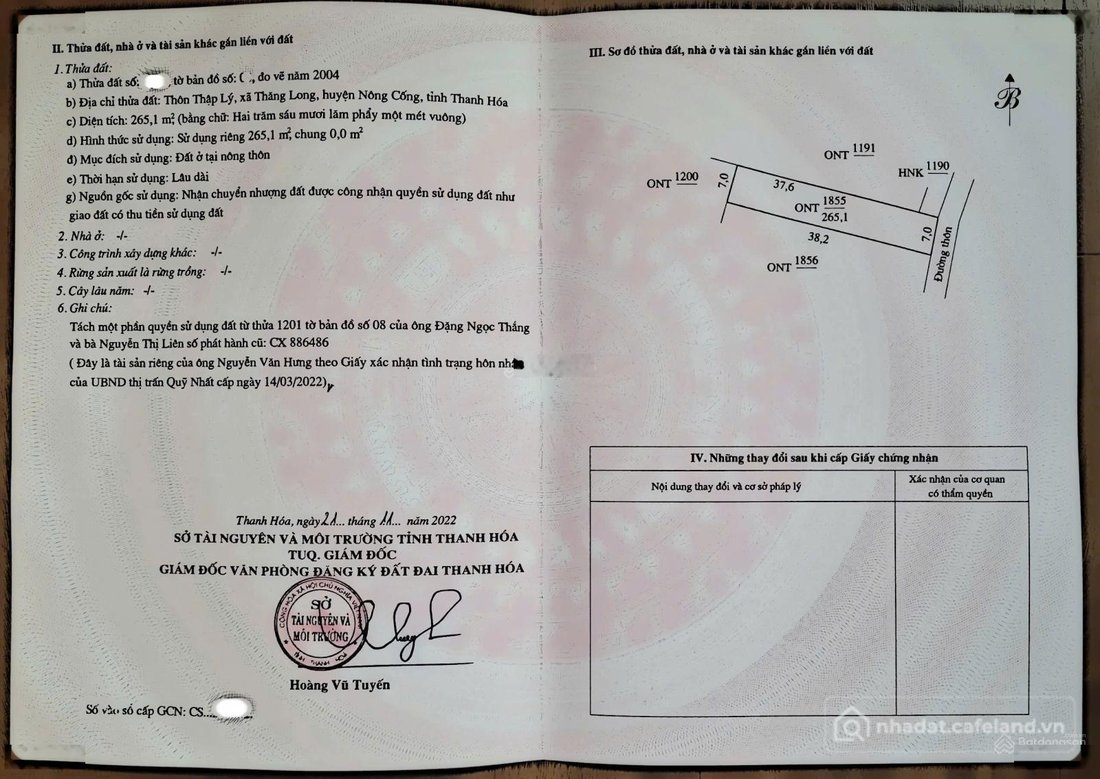 II. Thửa đất, nhà ở và tài sản khác gắn liền với đất
1. Thửa đất:
a) Thửa đất số: , tờ bản đồ số: , đo vẽ năm 2004
b) Địa chỉ thửa đất: Thôn Thập Lý, xã Thăng Long, huyện Nông Cống, tỉnh Thanh Hóa
c) Diện tích: 265,1 m², (bằng chữ: Hai trăm sáu mươi lăm phẩy một mét vuông)
d) Hình thức sử dụng: Sử dụng riêng 265,1 m², chung 0,0 m²
đ) Mục đích sử dụng: Đất ở tại nông thôn
e) Thời hạn sử dụng: Lâu dài
g) Nguồn gốc sử dụng: Nhận chuyển nhượng đất được công nhận quyền sử dụng đất như
giao đất có thu tiền sử dụng đất
2. Nhà ở: -/-
3. Công trình xây dựng khác: -/-
4. Rừng sản xuất là rừng trồng: -/-
5. Cây lâu năm: -/-
6. Ghi chú:
Tách một phần quyền sử dụng đất từ thửa 1201 tờ bản đồ số 08 của ông Đặng Ngọc Thắng
và bà Nguyễn Thị Liên số phát hành cũ: CX 886486
( Đây là tài sản riêng của ông Nguyễn Văn Hưng theo Giấy xác nhận tình trạng hôn nhân
của UBND thị trấn Quỹ Nhất cấp ngày 14/03/2022)
Thanh Hóa, ngày 21... tháng 11... năm 2022
SỞ TÀI NGUYÊN VÀ MÔI TRƯỜNG TỈNH THANH HÓA
TUQ. GIÁM ĐỐC
GIÁM ĐỐC VĂN PHÒNG ĐĂNG KÝ ĐẤT ĐAI THANH HÓA
CỘNG HÒA XÃ HỘI CHỦ NGHĨA VIỆT NAM
SỞ
TÀI NGUYÊN VÀ
MÔI TRƯỜNG
TỈNH THANH HOÁ
Hoàng Vũ Tuyến
Số vào sổ cấp GCN: CS...
III. Sơ đồ thửa đất, nhà ở và tài sản khác gắn liền với đất
B
ONT 1191
HNK 1190
ONT 1200
7,0
37,6
ONT 1855
265,1
38,2
7,0
Đường thôn
ONT 1856
IV. Những thay đổi sau khi cấp Giấy chứng nhận
Nội dung thay đổi và cơ sở pháp lý
Xác nhận của cơ quan
có thẩm quyền
nhadat.cafeland.vn
Batdongsan